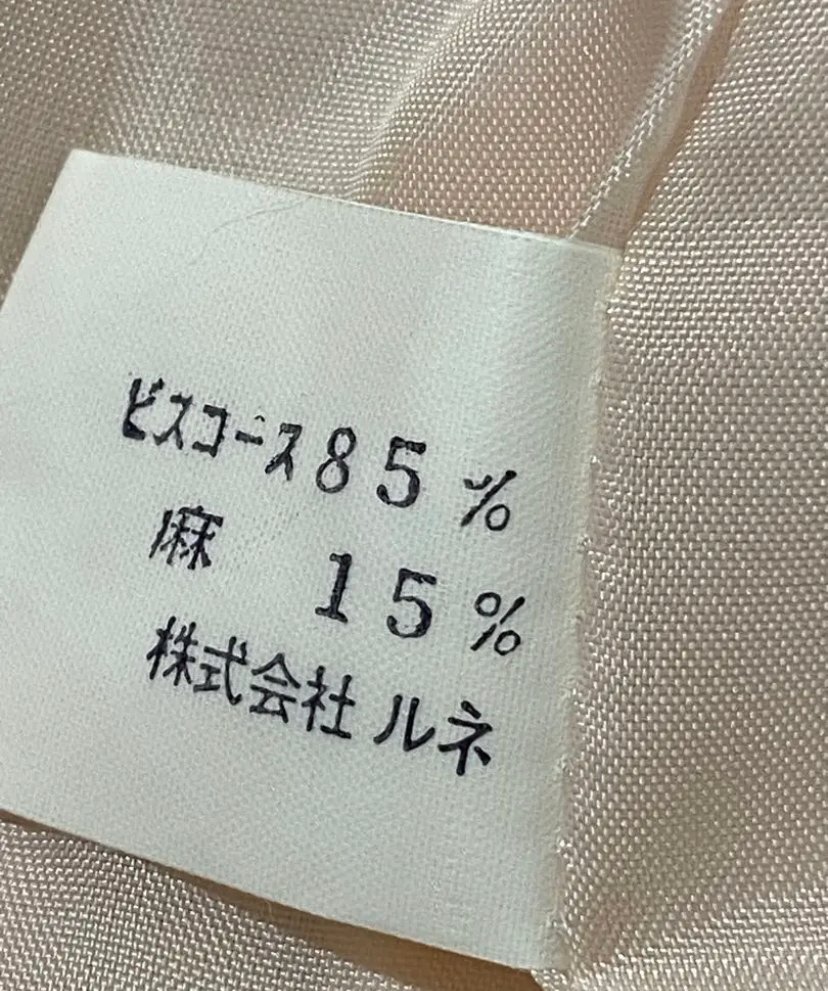 ビスコース85%
麻 15%
株式会社 ルネ